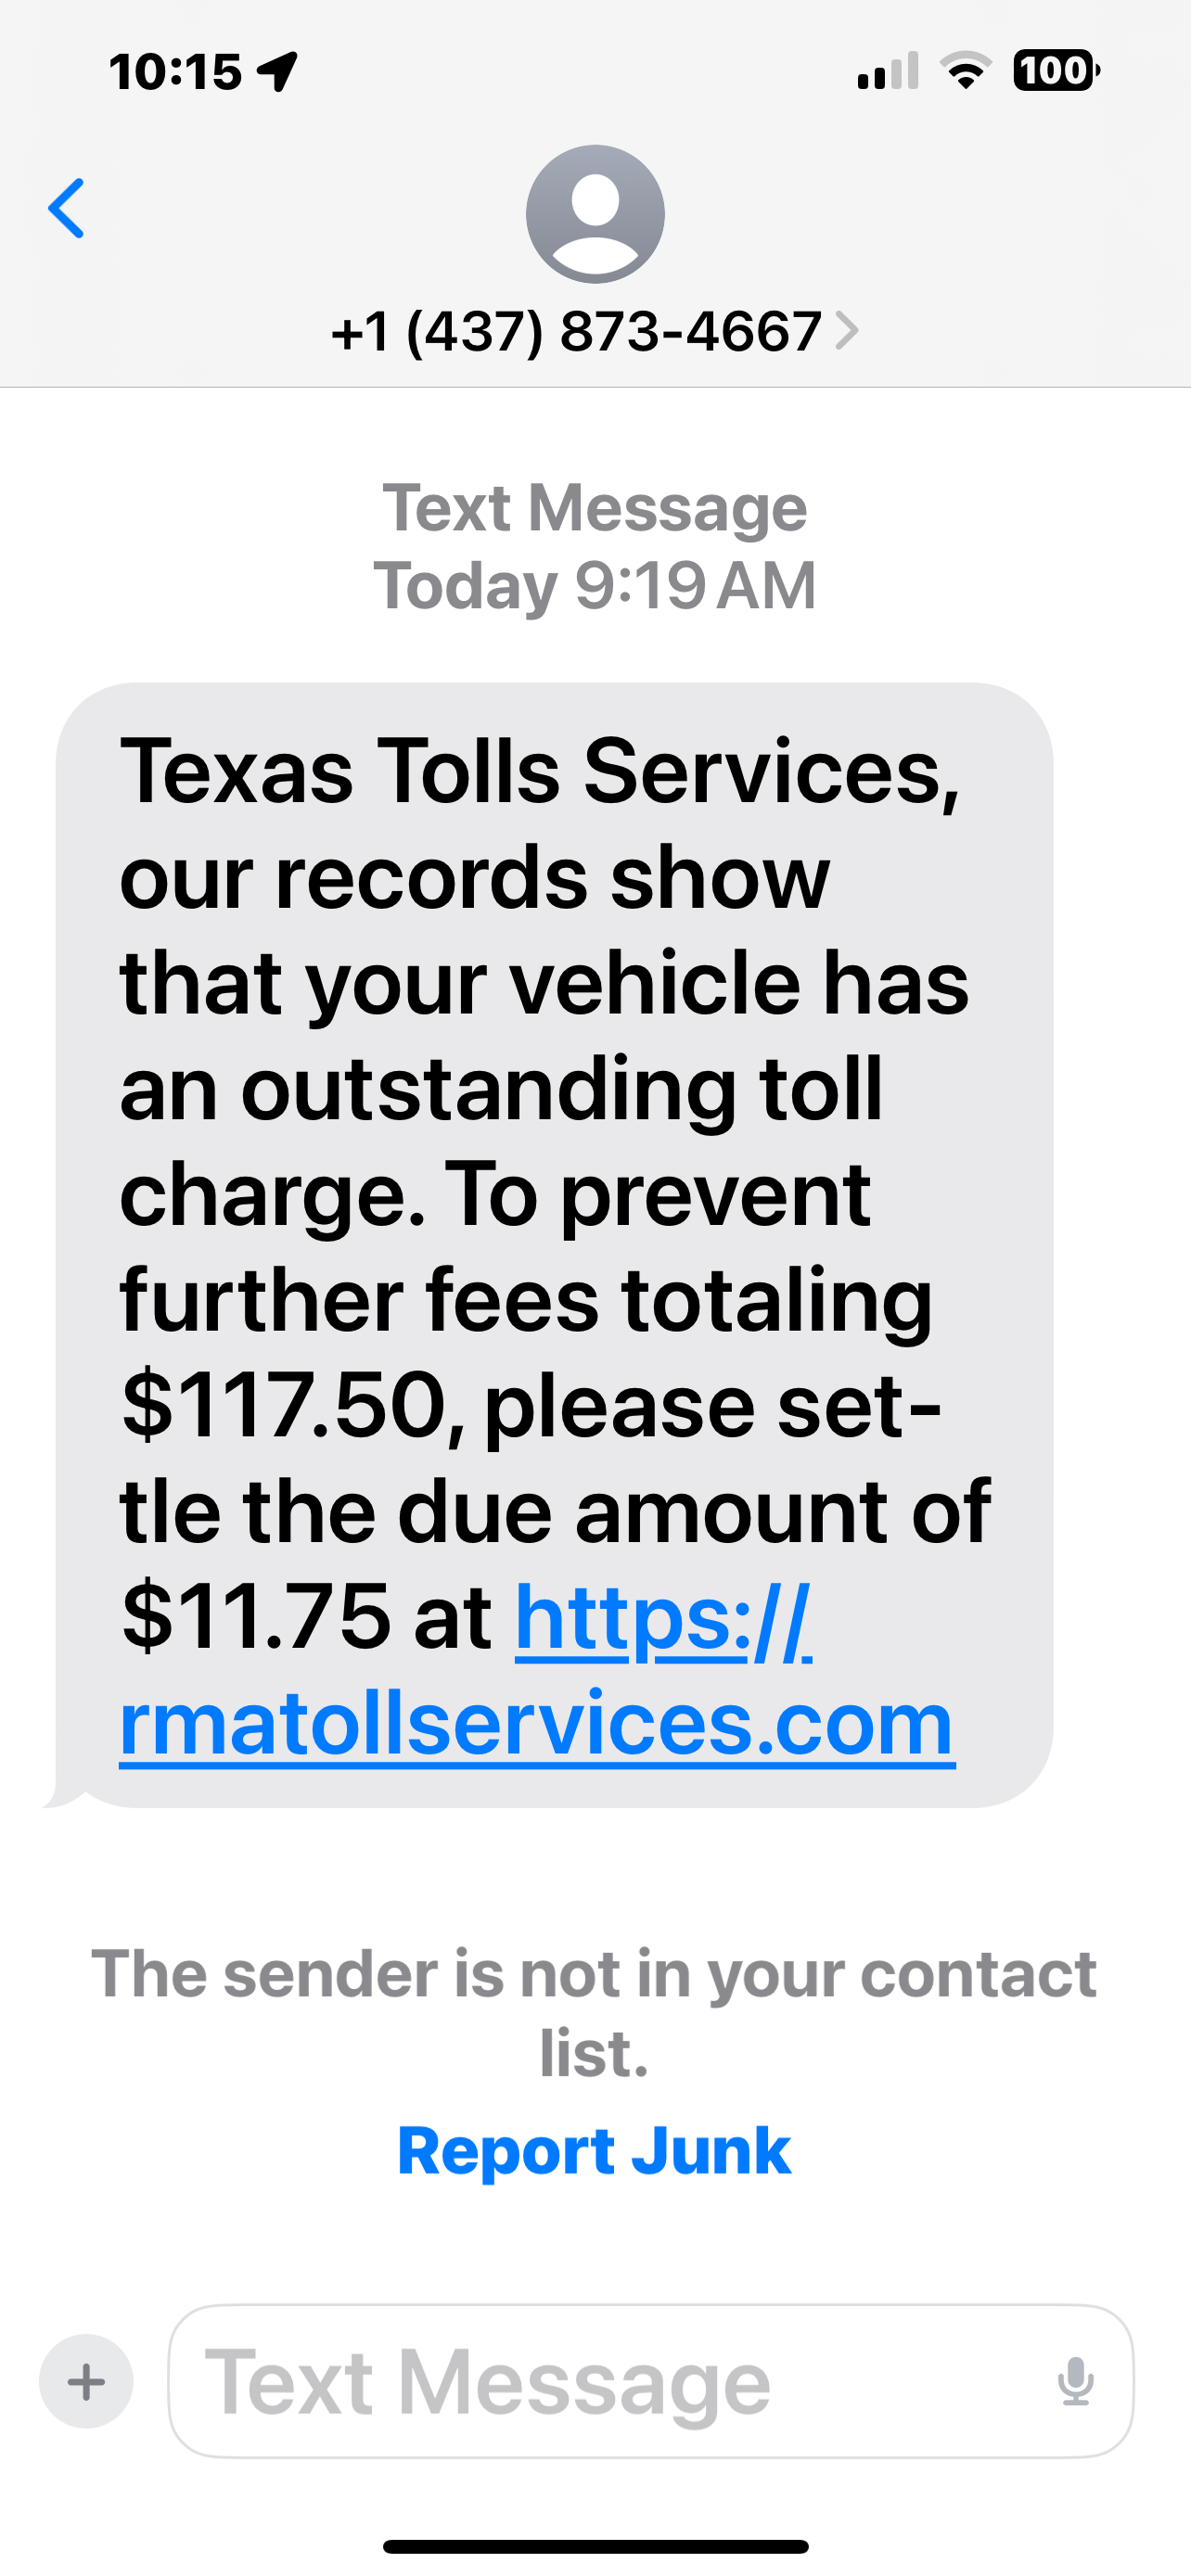 10:15
100
+1 (437) 873-4667
Text Message
Today 9:19 AM
Texas Tolls Services,
our records show
that your vehicle has
an outstanding toll
charge. To prevent
further fees totaling
$117.50, please set-
tle the due amount of
$11.75 at https://
rmatollservices.com
The sender is not in your contact
list.
Report Junk
Text Message